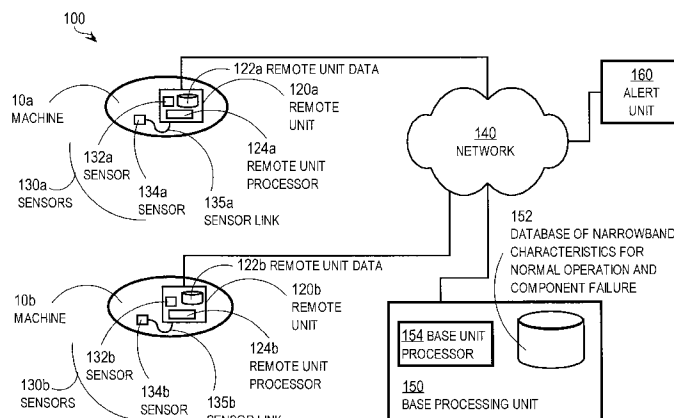 100
122a REMOTE UNIT DATA
120a
REMOTE
UNIT
10a
MACHINE
124a
REMOTE UNIT
PROCESSOR
132a
SENSOR
130a
SENSORS
134a
SENSOR
135a
SENSOR LINK
140
NETWORK
160
ALERT
UNIT
152
DATABASE OF NARROWBAND
CHARACTERISTICS FOR
NORMAL OPERATION AND
COMPONENT FAILURE
122b REMOTE UNIT DATA
120b
REMOTE
UNIT
10b
MACHINE
124b
REMOTE UNIT
PROCESSOR
132b
SENSOR
130b
SENSORS
134b
SENSOR
135b
SENSOR LINK
154 BASE UNIT
PROCESSOR
150
BASE PROCESSING UNIT